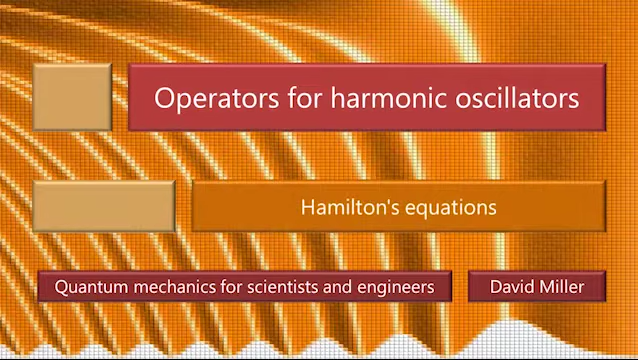 Operators for harmonic oscillators
Hamilton's equations
Quantum mechanics for scientists and engineers
David Miller